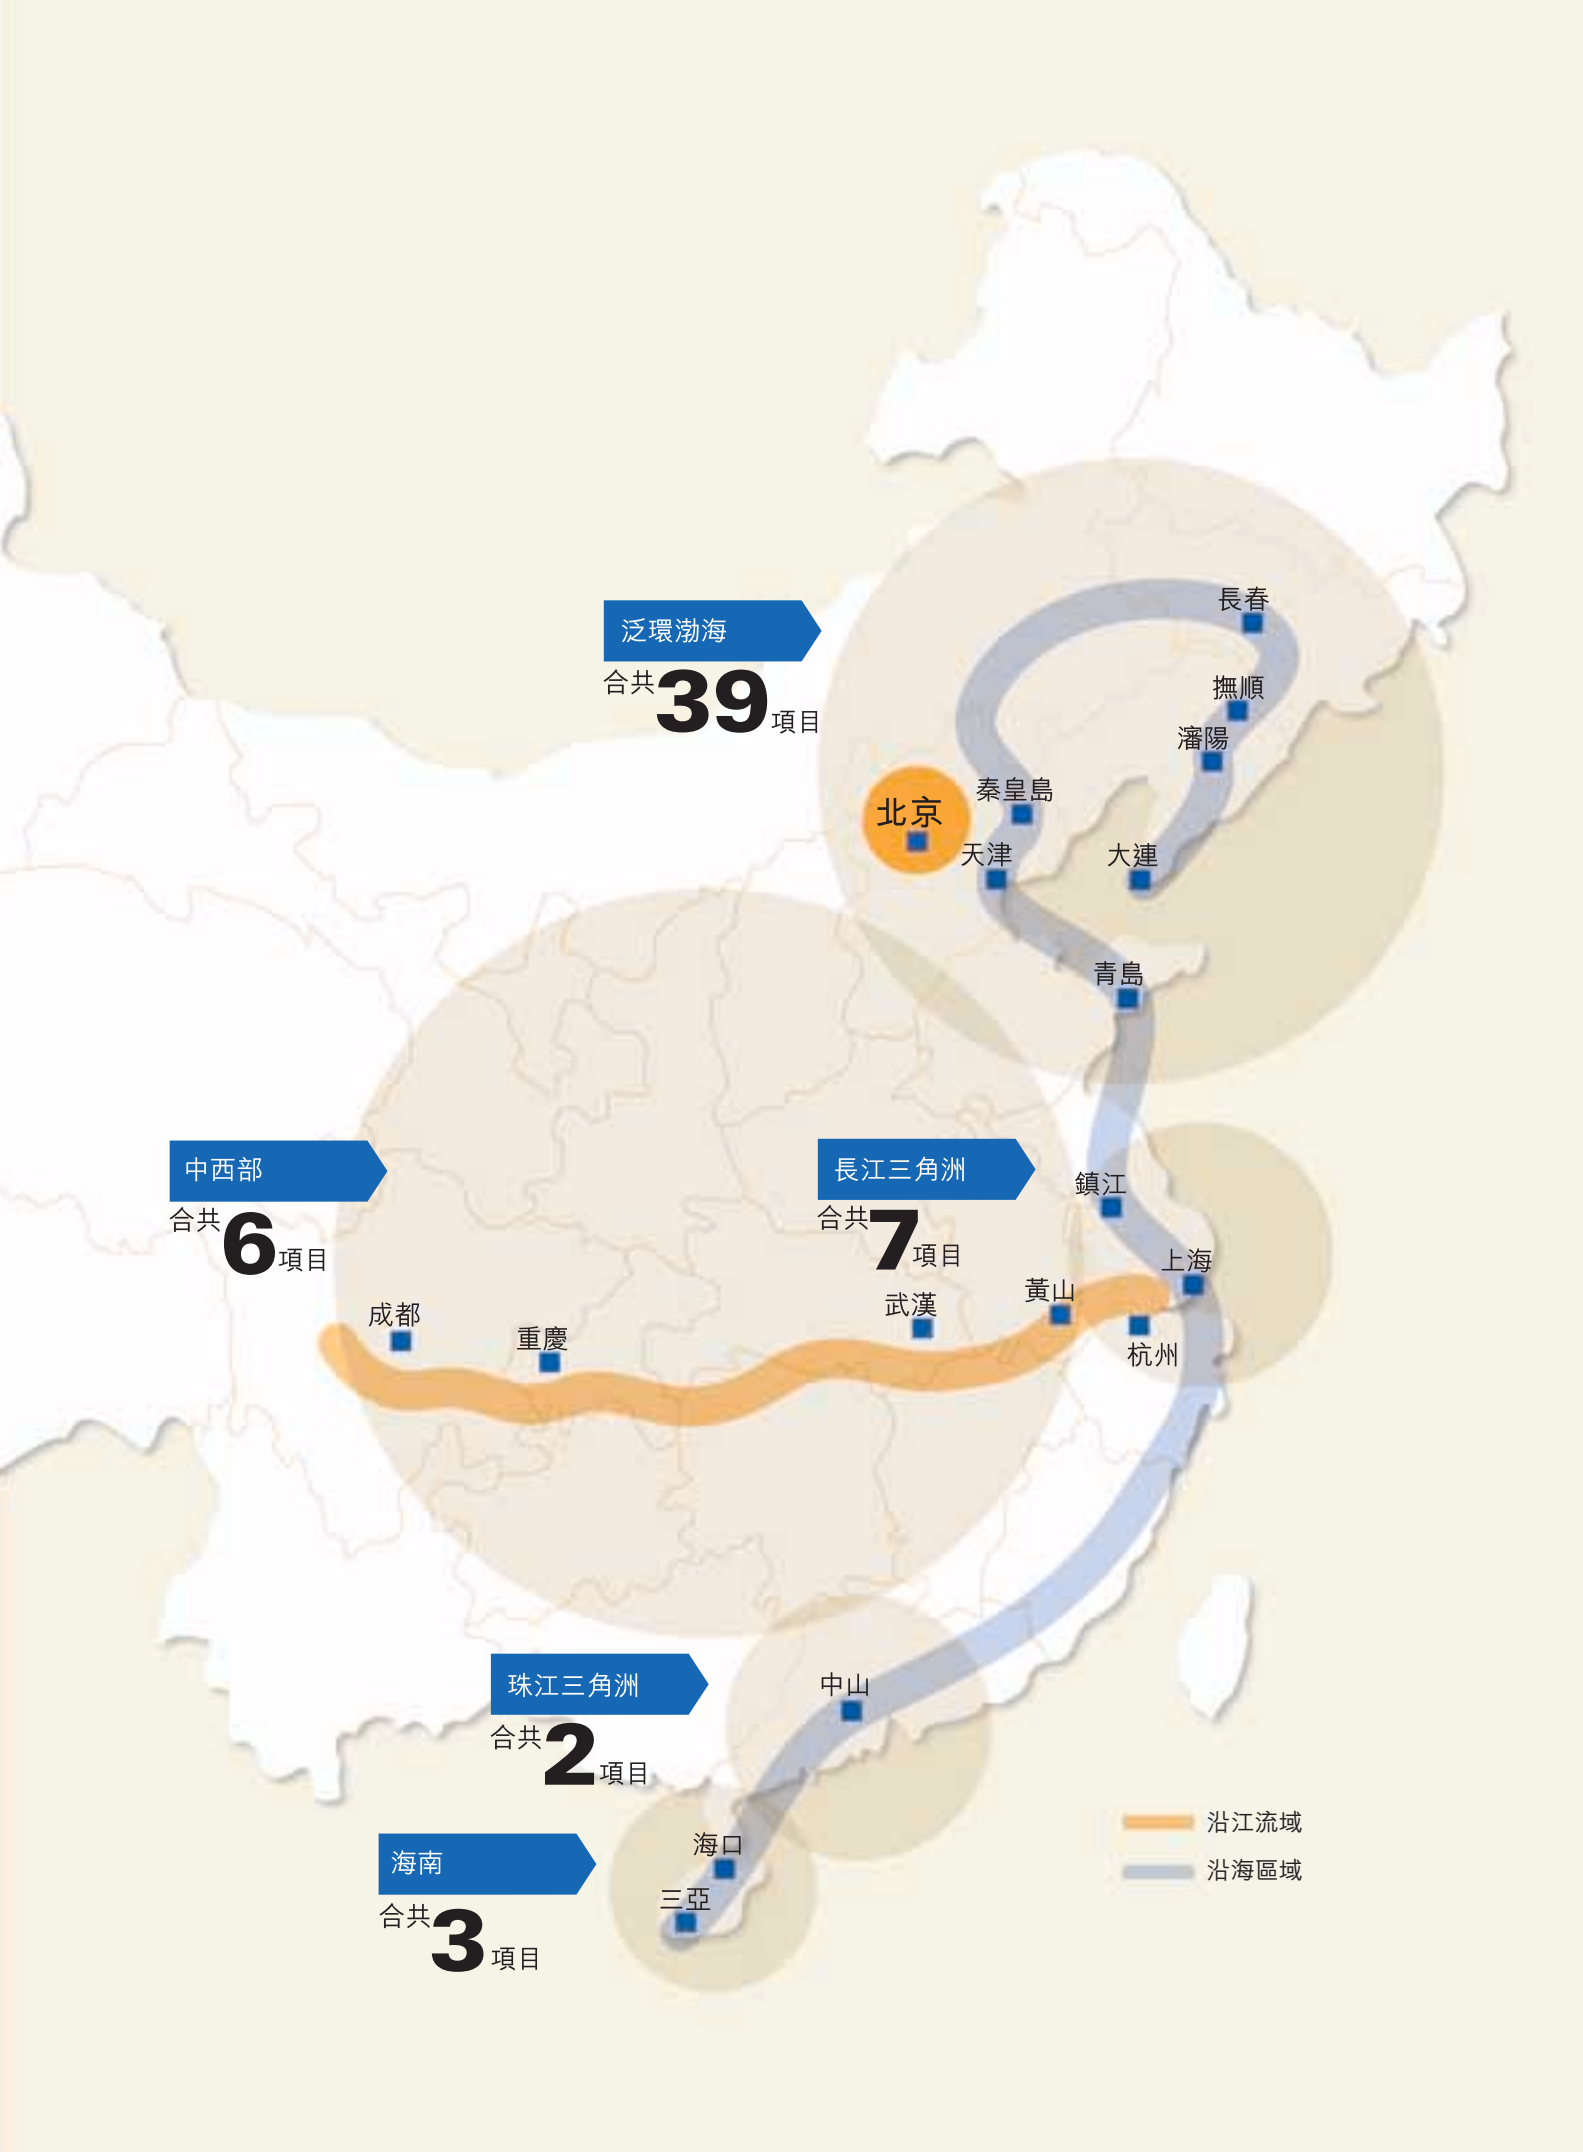 長春
泛環渤海
合共39項目
撫順
瀋陽
秦皇島
北京
天津
大連
青島
中西部
合共6項目
長江三角洲
合共7項目
鎮江
上海
黃山
武漢
成都
重慶
杭州
珠江三角洲
合共2項目
中山
海南
合共3項目
海口
三亞
沿江流域
沿海區域